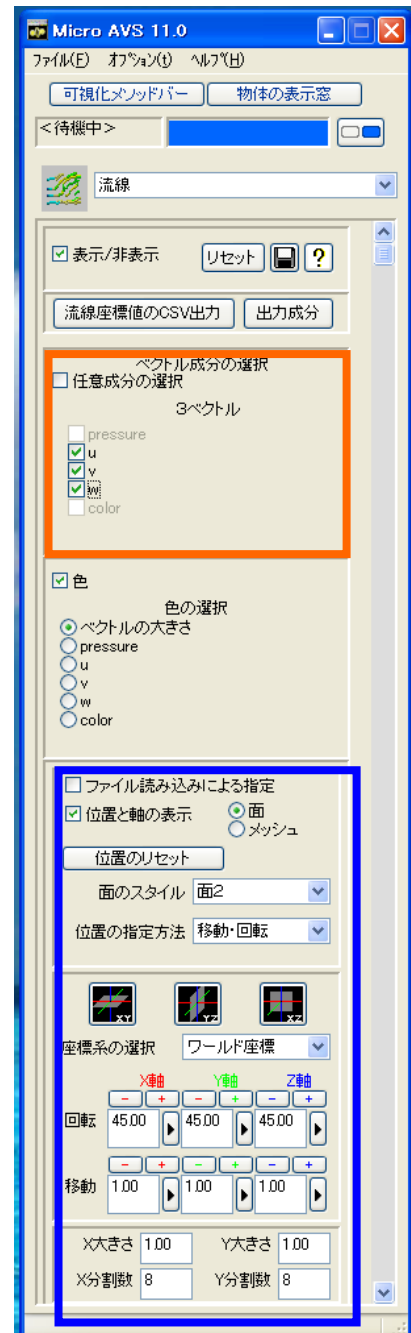 Micro AVS 11.0
ファイル(F) オプション(t) ヘルプ(H)
可視化メソッドバー 物体の表示窓
<待機中>
流線
表示/非表示 リセット ?
流線座標値のCSV出力 出力成分
ベクトル成分の選択
任意成分の選択
3ベクトル
pressure
u
v
w
color
色
色の選択
ベクトルの大きさ
pressure
u
v
w
color
ファイル読み込みによる指定
位置と軸の表示 面
メッシュ
位置のリセット
面のスタイル 面2
位置の指定方法 移動・回転
XY YZ XZ
座標系の選択 ワールド座標
X軸 Y軸 Z軸
- + - + - +
回転 45.00 45.00 45.00
- + - + - +
移動 1.00 1.00 1.00
X大きさ 1.00 Y大きさ 1.00
X分割数 8 Y分割数 8